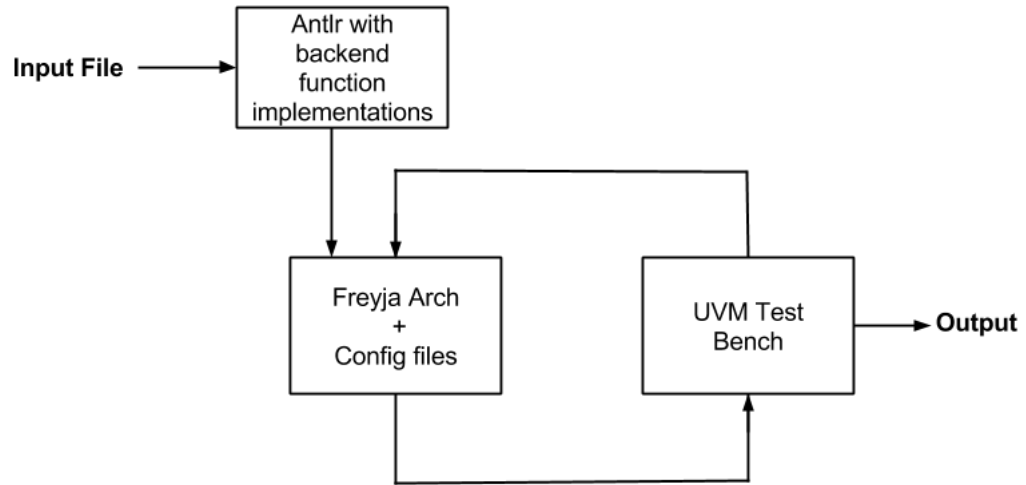 Antlr with
backend
function
implementations
Input File
Freyja Arch
+
Config files
UVM Test
Bench
Output